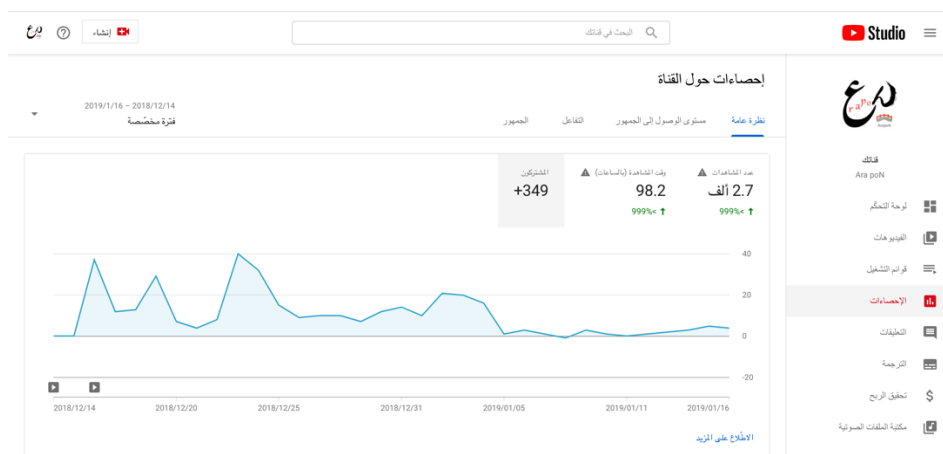 Studio
البحث في قناتك
إنشاء
إحصاءات حول القناة
2018/12/14 – 2019/1/16
فترة مخصّصة
نظرة عامة
مستوى الوصول إلى الجمهور
التفاعل
الجمهور
عدد المشاهدات
2.7 ألف
999%<
وقت المشاهدة (بالساعات)
98.2
999%<
المشتركون
+349
40
20
0
-20
2018/12/14
2018/12/20
2018/12/25
2018/12/31
2019/01/05
2019/01/11
2019/01/16
الاطّلاع على المزيد
قناتك
Ara poN
لوحة التحكّم
الفيديوهات
قوائم التشغيل
الإحصاءات
التعليقات
الترجمة
تحقيق الربح
مكتبة الملفات الصوتية